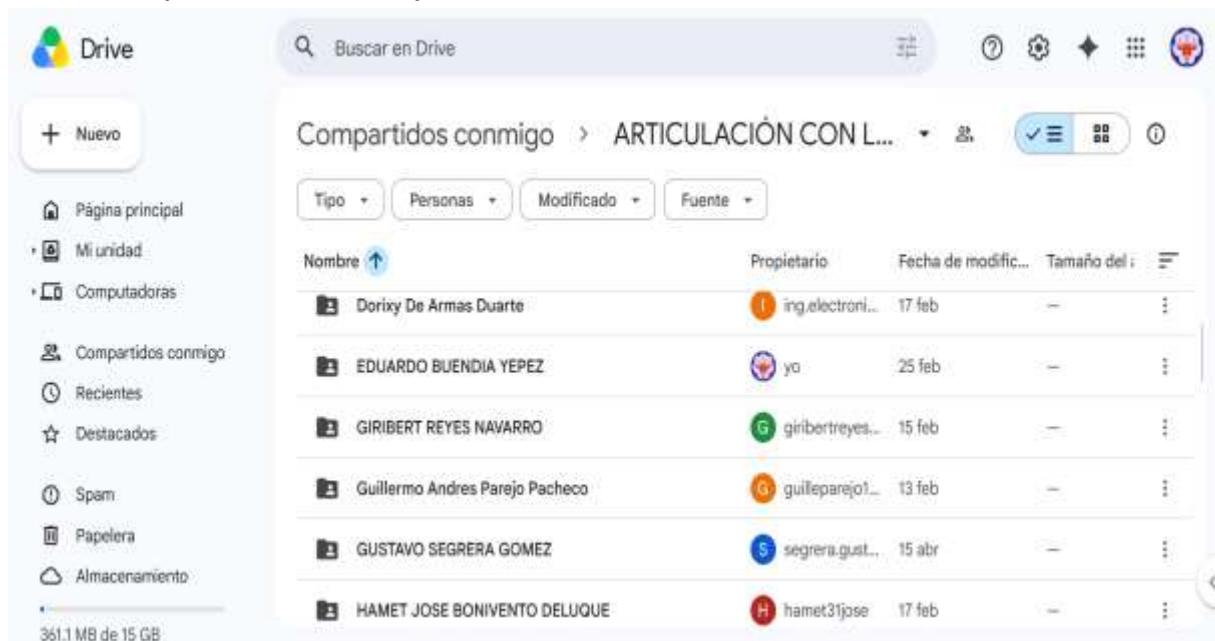 Drive
Buscar en Drive
Nuevo
Compartidos conmigo > ARTICULACIÓN CON L...
Tipo Personas Modificado Fuente
Página principal
Mi unidad
Computadoras
Compartidos conmigo
Recientes
Destacados
Spam
Papelera
Almacenamiento
361.1 MB de 15 GB
Nombre Propietario Fecha de modific... Tamaño del
Dorixy De Armas Duarte I ing.electroni... 17 feb —
EDUARDO BUENDIA YEPEZ yo 25 feb —
GIRIBERT REYES NAVARRO G giribertreyes... 15 feb —
Guillermo Andres Parejo Pacheco G guilleparejo1... 13 feb —
GUSTAVO SEGRERA GOMEZ S segrera.gust... 15 abr —
HAMET JOSE BONIVENTO DELUQUE H hamet31jose 17 feb —